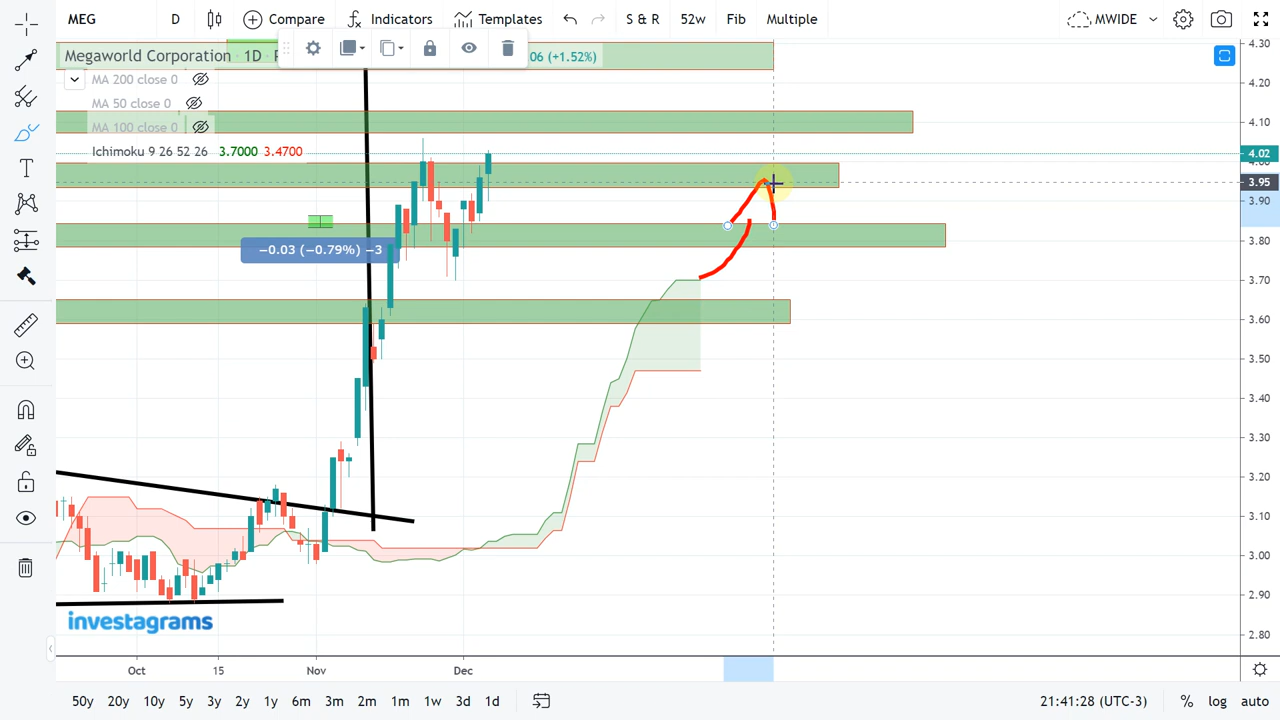 MEG D Compare Indicators Templates S & R 52w Fib Multiple MWIDE
Megaworld Corporation · 1D · 06 (+1.52%)
MA 200 close 0
MA 50 close 0
MA 100 close 0
Ichimoku 9 26 52 26 3.7000 3.4700
−0.03 (−0.79%) −3
4.30
4.20
4.10
4.02
4.00
3.95
3.90
3.80
3.70
3.60
3.50
3.40
3.30
3.20
3.10
3.00
2.90
2.80
investagrams
Oct 15 Nov Dec
50y 20y 10y 5y 3y 2y 1y 6m 3m 2m 1m 1w 3d 1d 21:41:28 (UTC-3) % log auto